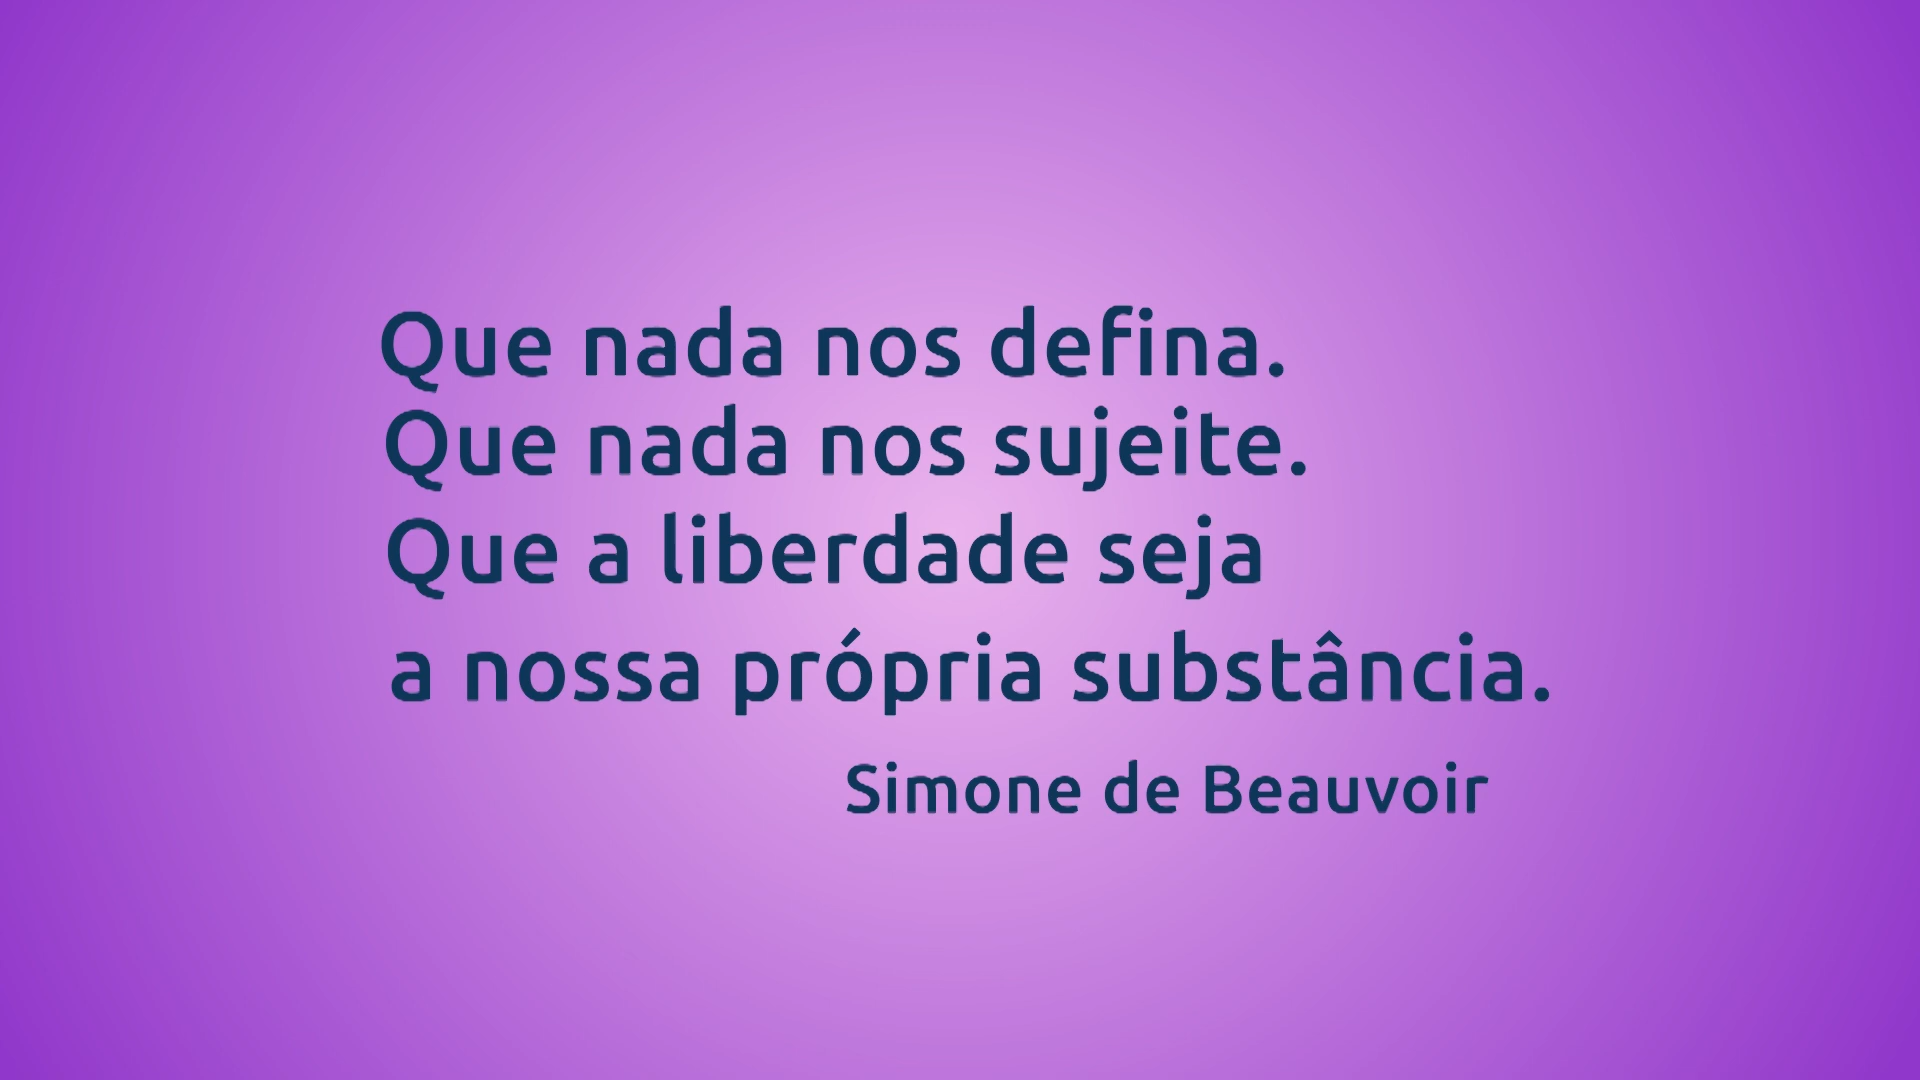 Que nada nos defina.
Que nada nos sujeite.
Que a liberdade seja
a nossa própria substância.
Simone de Beauvoir